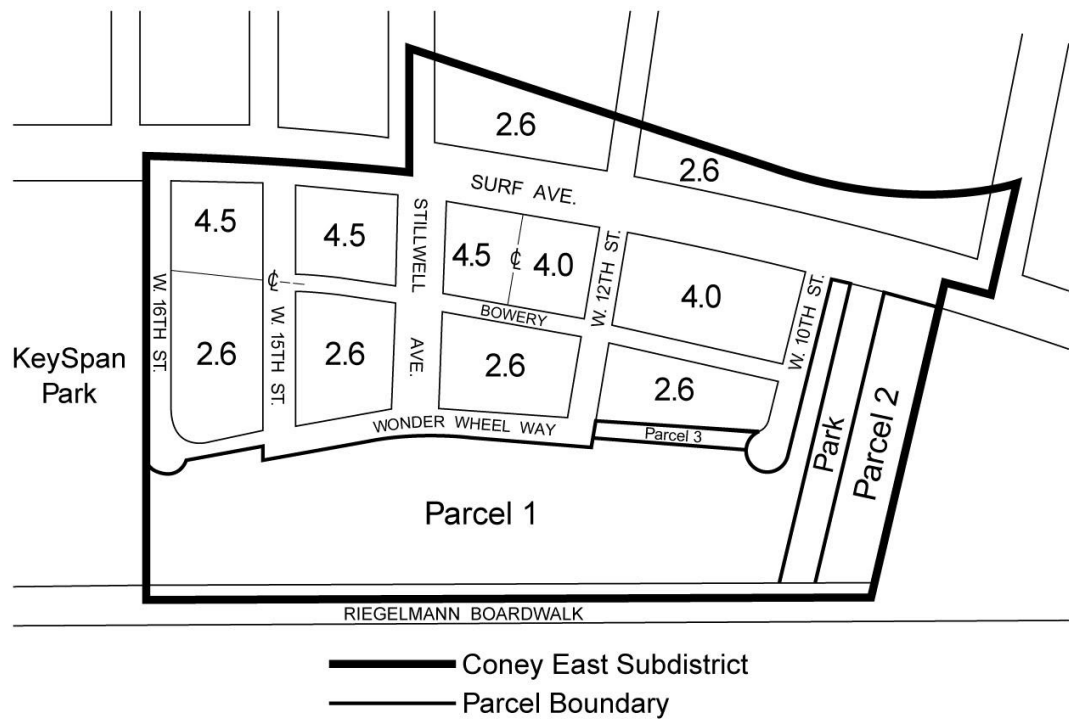 2.6
2.6
SURF AVE.
4.5
4.5
STILLWELL
4.5
℄
4.0
W. 12TH ST.
4.0
W. 10TH ST.
W. 16TH ST.
℄
W. 15TH ST.
BOWERY
KeySpan
Park
2.6
2.6
AVE.
2.6
2.6
WONDER WHEEL WAY
Parcel 3
Park
Parcel 2
Parcel 1
RIEGELMANN BOARDWALK
Coney East Subdistrict
Parcel Boundary